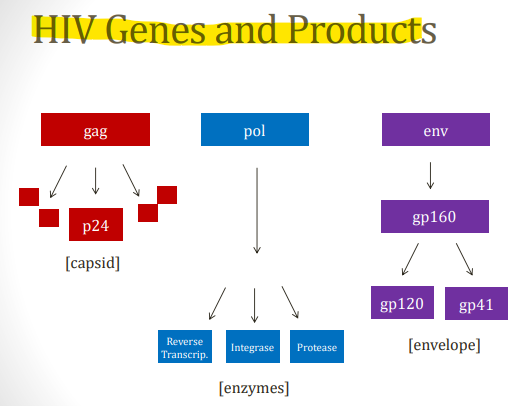 HIV Genes and Products
gag
pol
env
gp160
p24
[capsid]
gp120
gp41
[envelope]
Reverse
Transcrip.
Integrase
Protease
[enzymes]